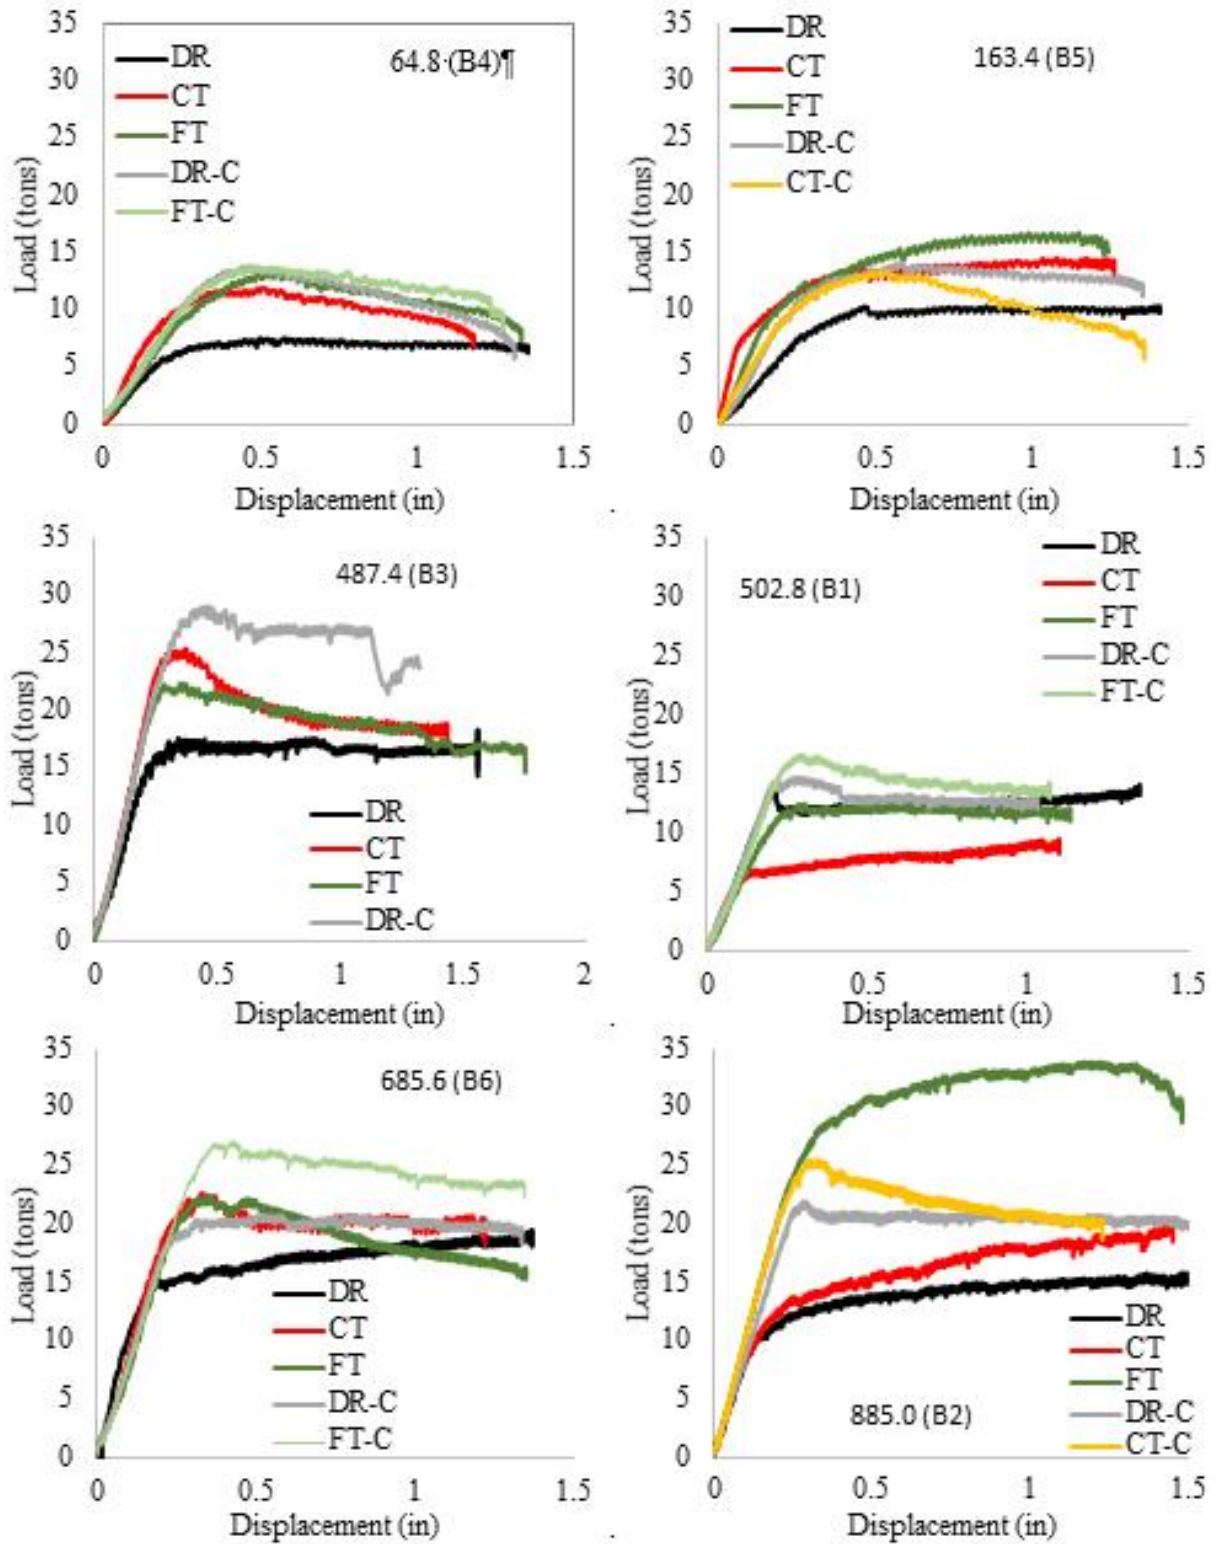 35
30
25
20
15
10
5
0
Load (tons)
DR
CT
FT
DR-C
FT-C
64.8·(B4)¶
0 0.5 1 1.5
Displacement (in)
35
30
25
20
15
10
5
0
Load (tons)
DR
CT
FT
DR-C
CT-C
163.4 (B5)
0 0.5 1 1.5
Displacement (in)
35
30
25
20
15
10
5
0
Load (tons)
487.4 (B3)
DR
CT
FT
DR-C
0 0.5 1 1.5 2
Displacement (in)
35
30
25
20
15
10
5
0
Load (tons)
502.8 (B1)
DR
CT
FT
DR-C
FT-C
0 0.5 1 1.5
Displacement (in)
35
30
25
20
15
10
5
0
Load (tons)
685.6 (B6)
DR
CT
FT
DR-C
FT-C
0 0.5 1 1.5
Displacement (in)
35
30
25
20
15
10
5
0
Load (tons)
885.0 (B2)
DR
CT
FT
DR-C
CT-C
0 0.5 1 1.5
Displacement (in)